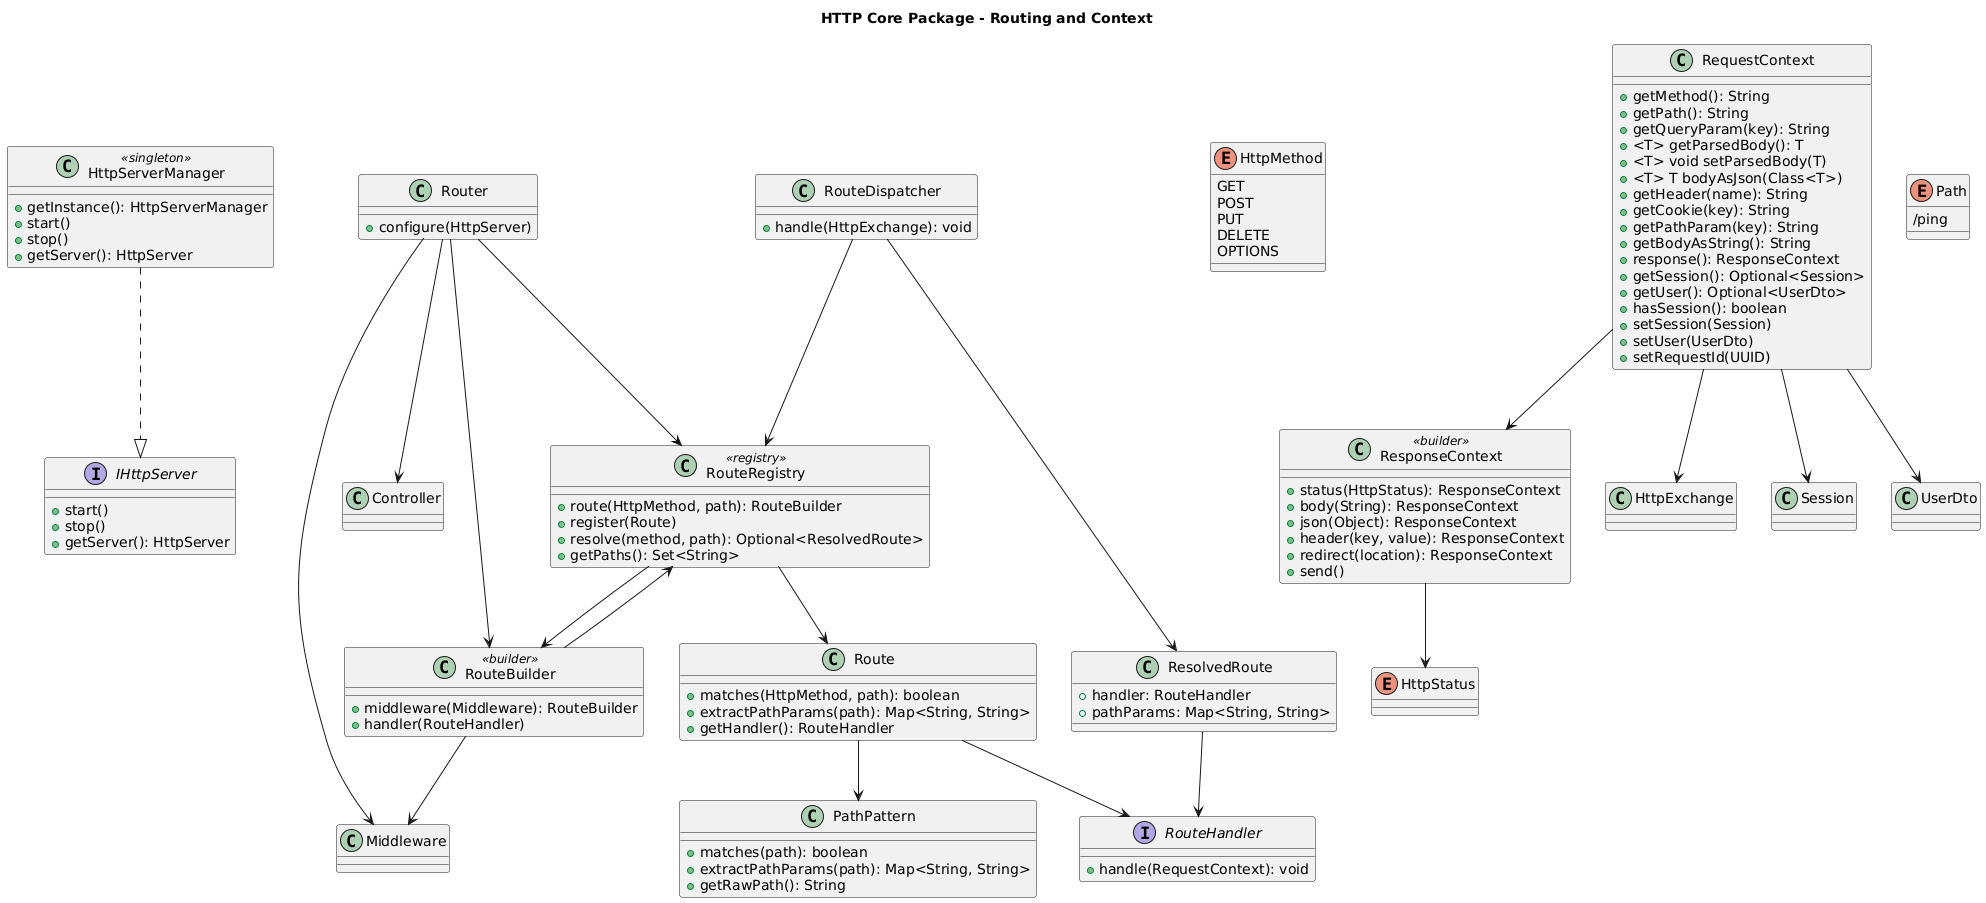 HTTP Core Package - Routing and Context
«singleton»
C HttpServerManager
getInstance(): HttpServerManager
start()
stop()
getServer(): HttpServer
C Router
configure(HttpServer)
C RouteDispatcher
handle(HttpExchange): void
E HttpMethod
GET
POST
PUT
DELETE
OPTIONS
C RequestContext
getMethod(): String
getPath(): String
getQueryParam(key): String
<T> getParsedBody(): T
<T> void setParsedBody(T)
<T> T bodyAsJson(Class<T>)
getHeader(name): String
getCookie(key): String
getPathParam(key): String
getBodyAsString(): String
response(): ResponseContext
getSession(): Optional<Session>
getUser(): Optional<UserDto>
hasSession(): boolean
setSession(Session)
setUser(UserDto)
setRequestId(UUID)
E Path
/ping
I IHttpServer
start()
stop()
getServer(): HttpServer
C Controller
«registry»
C RouteRegistry
route(HttpMethod, path): RouteBuilder
register(Route)
resolve(method, path): Optional<ResolvedRoute>
getPaths(): Set<String>
«builder»
C ResponseContext
status(HttpStatus): ResponseContext
body(String): ResponseContext
json(Object): ResponseContext
header(key, value): ResponseContext
redirect(location): ResponseContext
send()
C HttpExchange
C Session
C UserDto
«builder»
C RouteBuilder
middleware(Middleware): RouteBuilder
handler(RouteHandler)
C Route
matches(HttpMethod, path): boolean
extractPathParams(path): Map<String, String>
getHandler(): RouteHandler
C ResolvedRoute
handler: RouteHandler
pathParams: Map<String, String>
E HttpStatus
C Middleware
C PathPattern
matches(path): boolean
extractPathParams(path): Map<String, String>
getRawPath(): String
I RouteHandler
handle(RequestContext): void